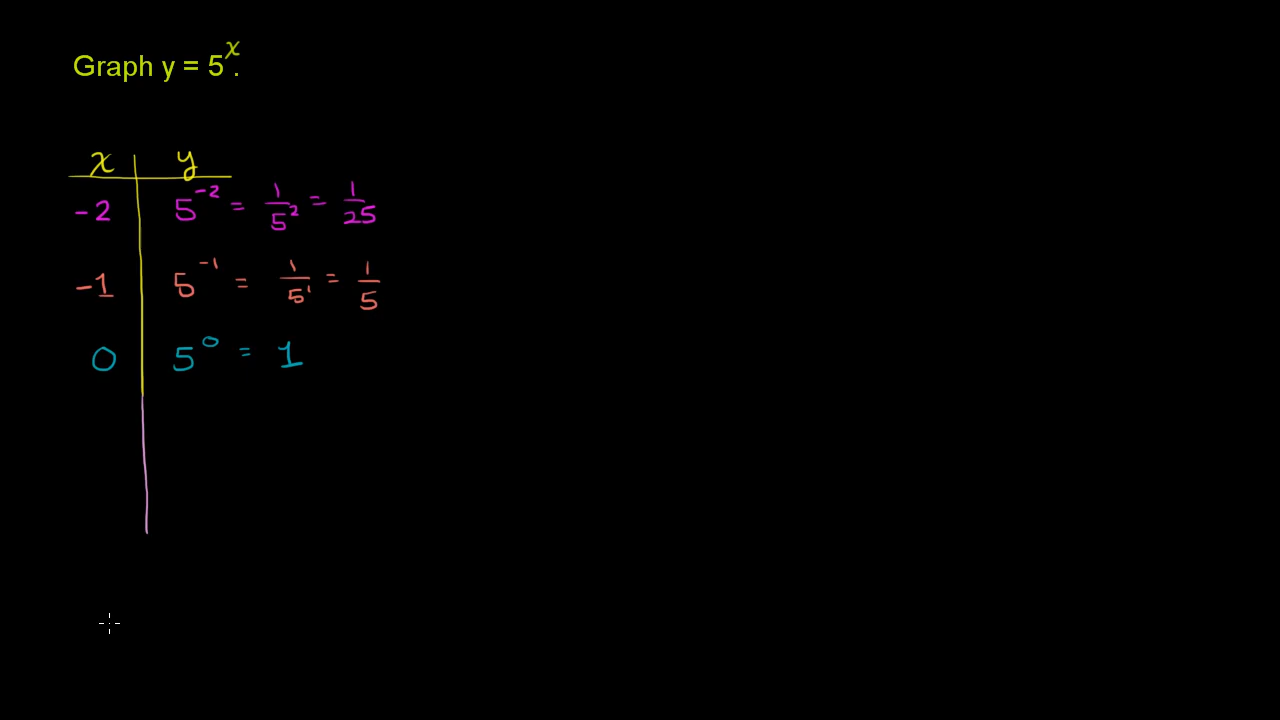 Graph y = 5^x.
x y
-2 5^-2 = 1/5^2 = 1/25
-1 5^-1 = 1/5^1 = 1/5
0 5^0 = 1